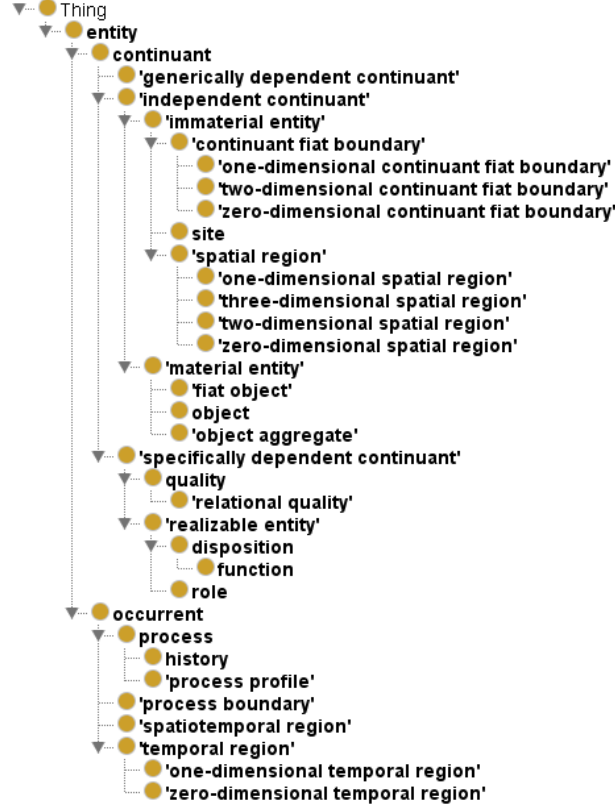 Thing
entity
continuant
'generically dependent continuant'
'independent continuant'
'immaterial entity'
'continuant fiat boundary'
'one-dimensional continuant fiat boundary'
'two-dimensional continuant fiat boundary'
'zero-dimensional continuant fiat boundary'
site
'spatial region'
'one-dimensional spatial region'
'three-dimensional spatial region'
'two-dimensional spatial region'
'zero-dimensional spatial region'
'material entity'
'fiat object'
object
'object aggregate'
'specifically dependent continuant'
quality
'relational quality'
'realizable entity'
disposition
function
role
occurrent
process
history
'process profile'
'process boundary'
'spatiotemporal region'
'temporal region'
'one-dimensional temporal region'
'zero-dimensional temporal region'